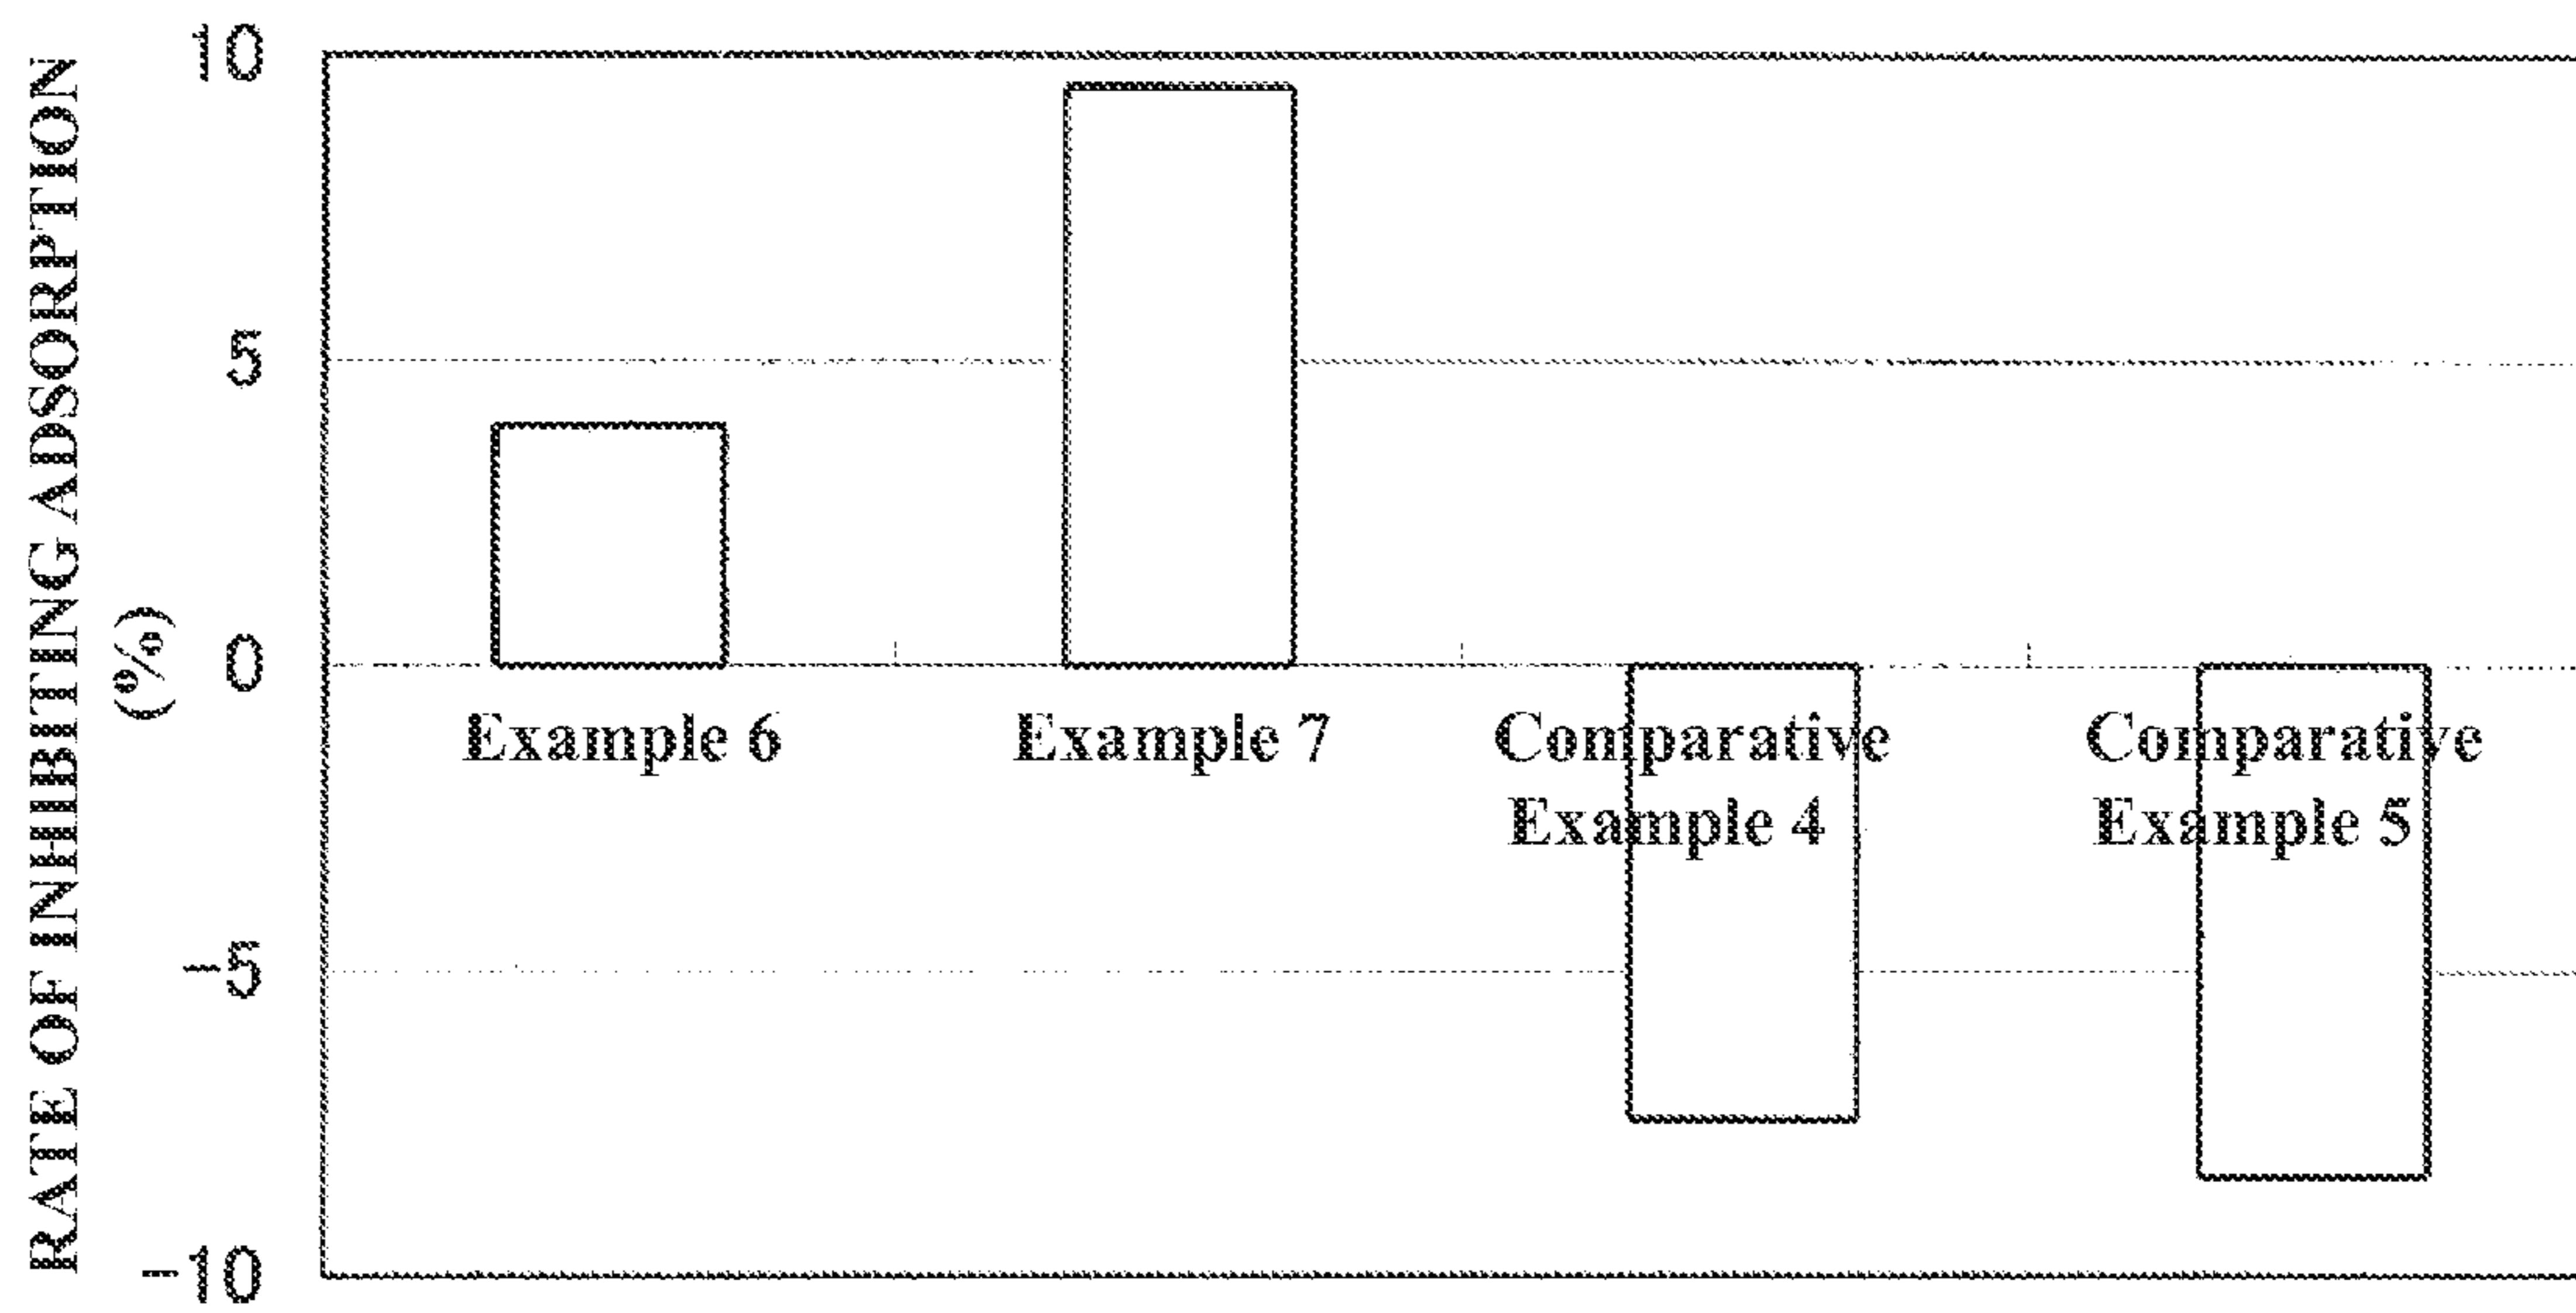 RATE OF INHIBITING ADSORPTION
(%)
10
5
0
-5
-10
Example 6
Example 7
Comparative
Example 4
Comparative
Example 5